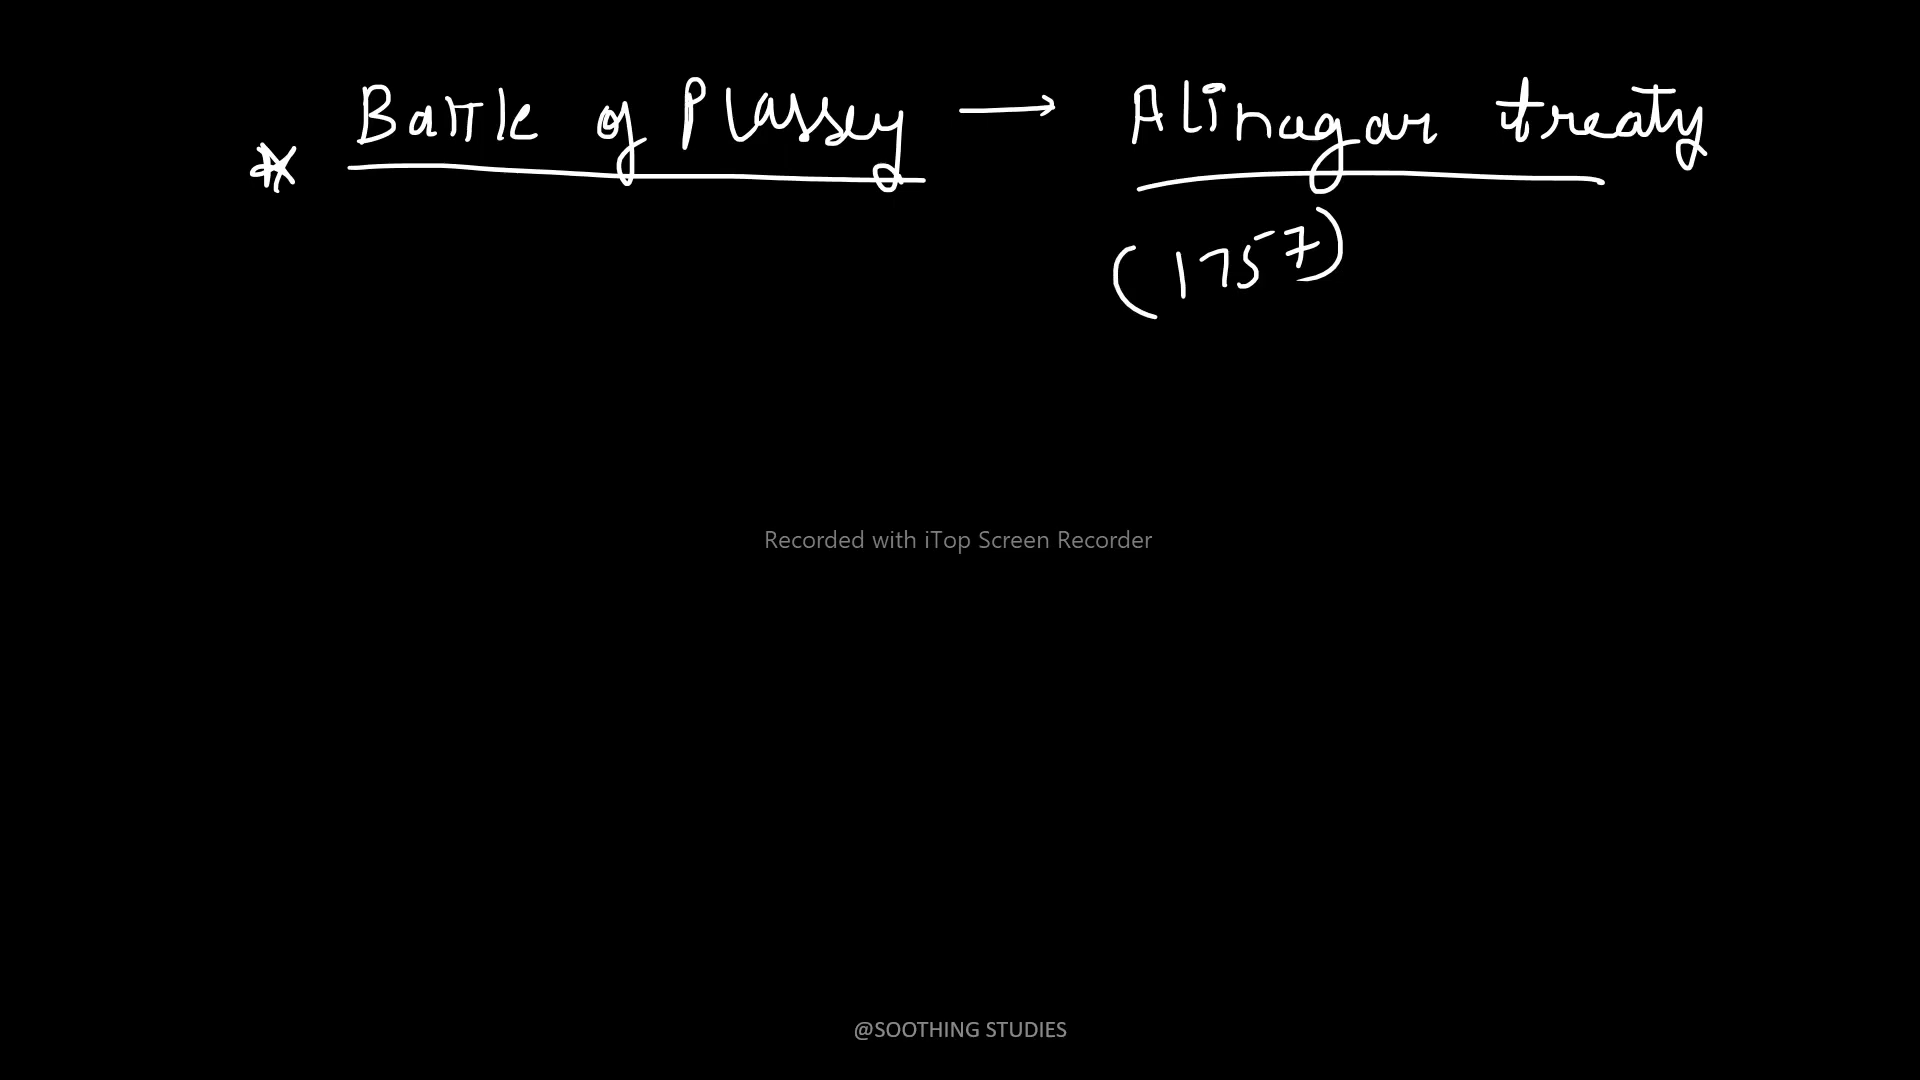 * Battle of Plassey → Alinagar treaty
(1757)
Recorded with iTop Screen Recorder
@SOOTHING STUDIES